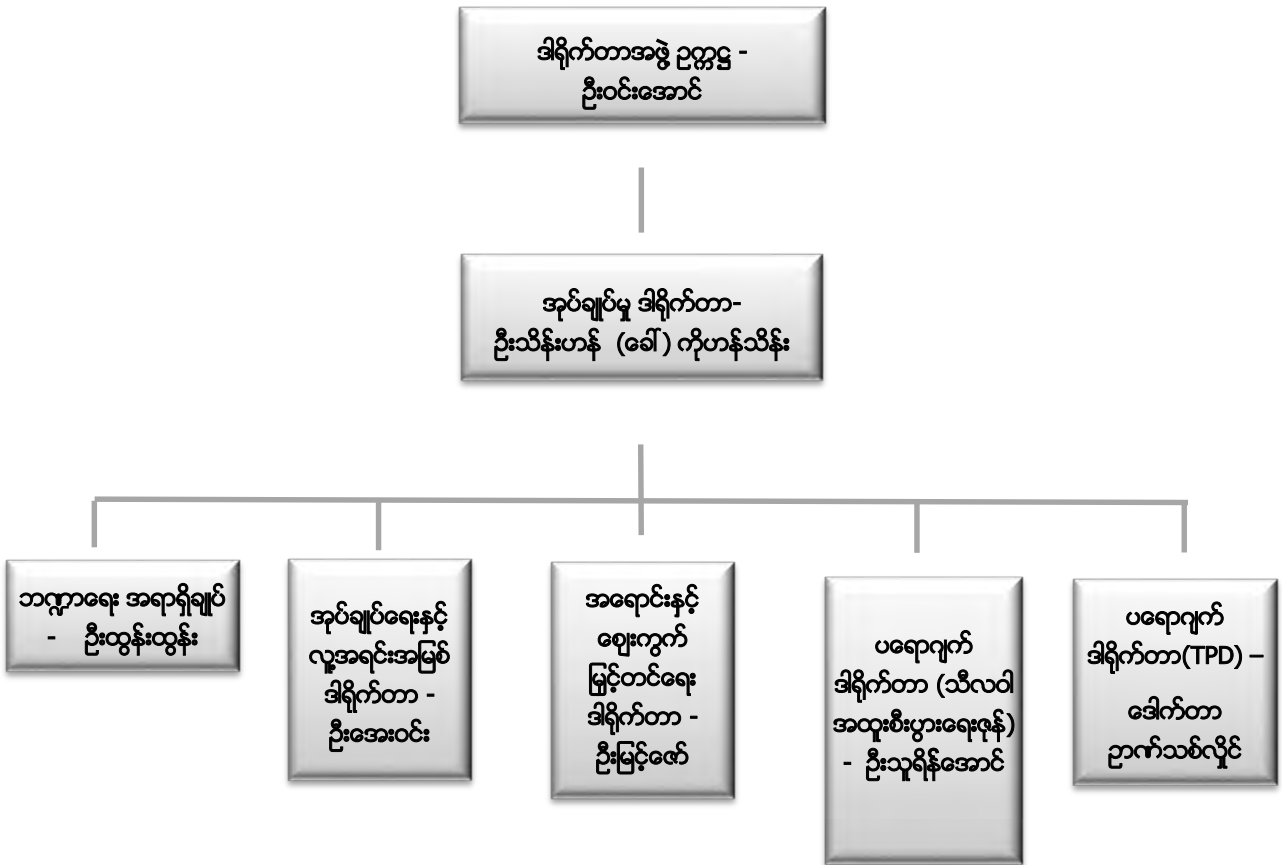 ဒါရိုက်တာအဖွဲ့ ဥက္ကဋ္ဌ -
ဦးဝင်းအောင်
အုပ်ချုပ်မှု ဒါရိုက်တာ-
ဦးသိန်းဟန် (ခေါ်) ကိုဟန်သိန်း
ဘဏ္ဍာရေး အရာရှိချုပ်
- ဦးထွန်းထွန်း
အုပ်ချုပ်ရေးနှင့်
လူ့အရင်းအမြစ်
ဒါရိုက်တာ -
ဦးအေးဝင်း
အရောင်းနှင့်
ဈေးကွက်
မြှင့်တင်ရေး
ဒါရိုက်တာ -
ဦးမြင့်ဇော်
ပရောဂျက်
ဒါရိုက်တာ (သီလဝါ
အထူးစီးပွားရေးဇုန်)
- ဦးသူရိန်အောင်
ပရောဂျက်
ဒါရိုက်တာ(TPD) –
ဒေါက်တာ
ဉာဏ်သစ်လှိုင်